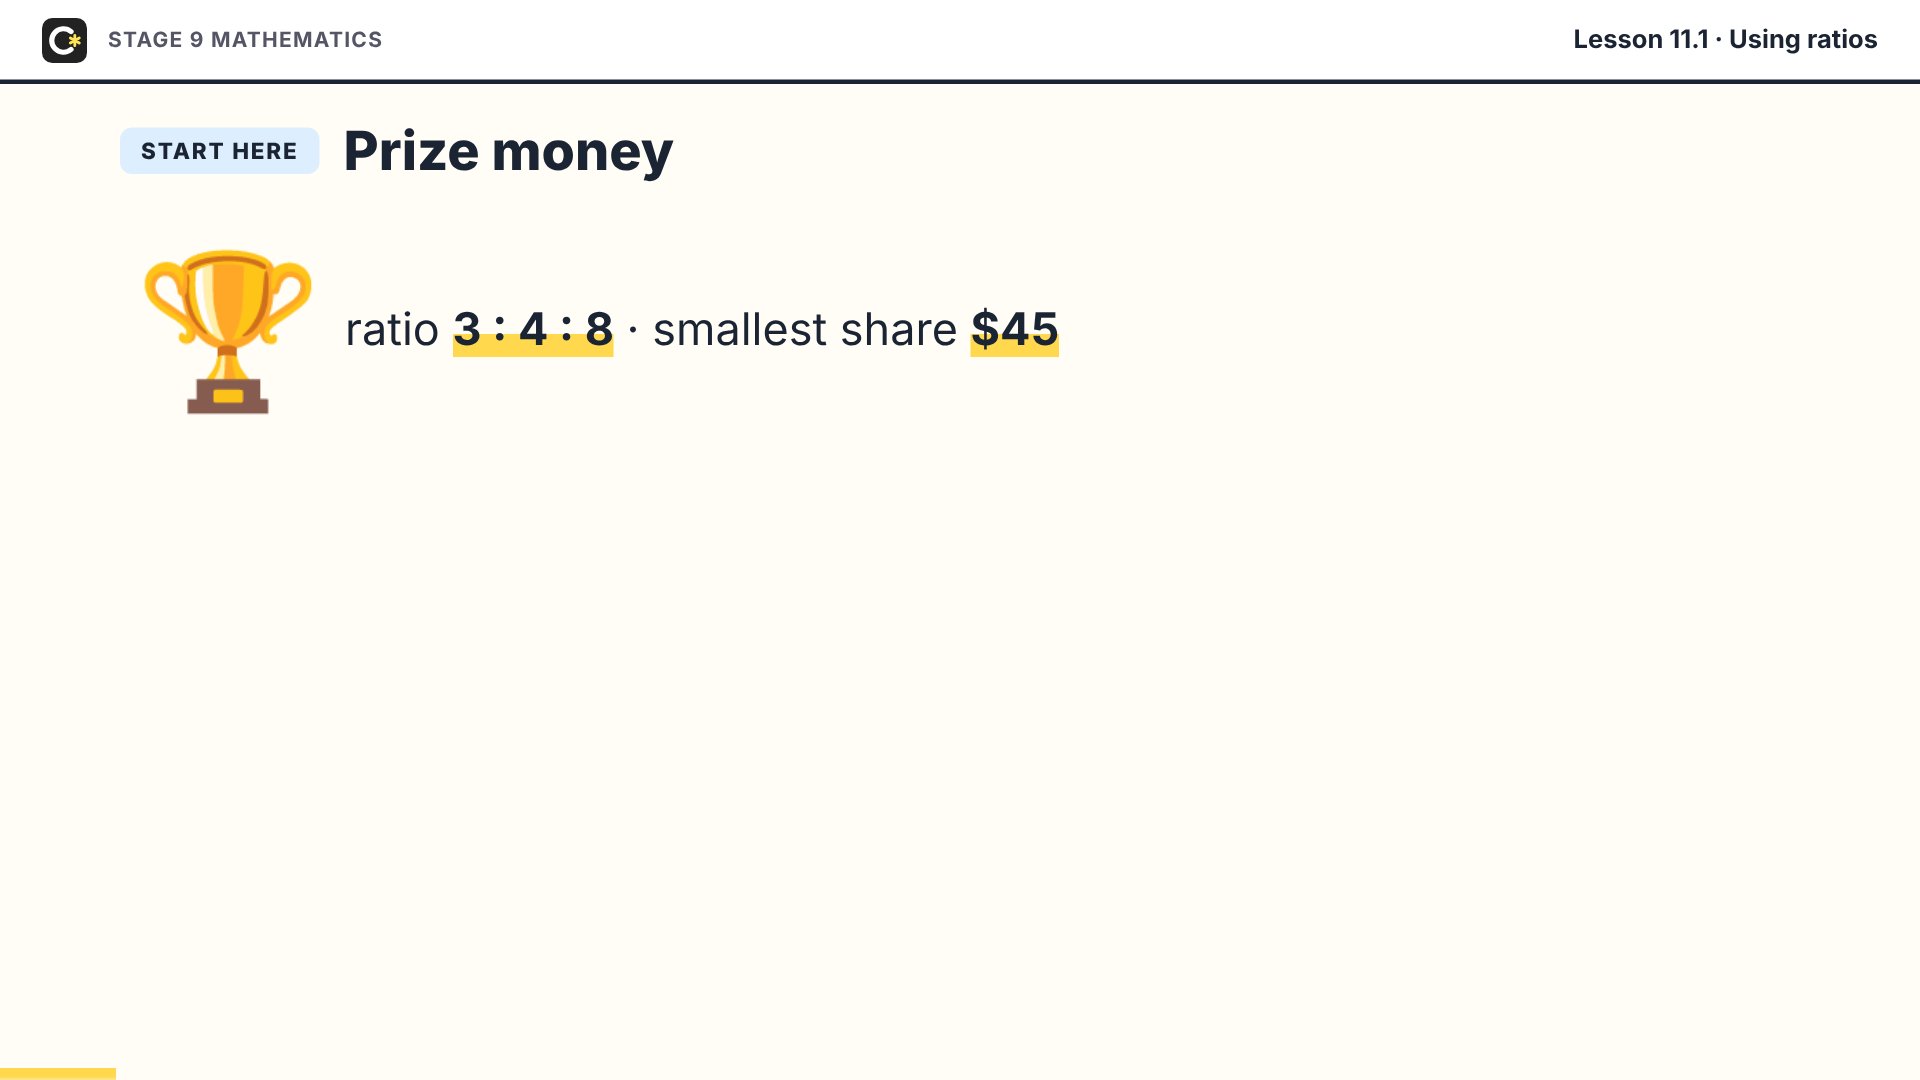 STAGE 9 MATHEMATICS
Lesson 11.1 · Using ratios
START HERE
Prize money
ratio 3 : 4 : 8 · smallest share $45